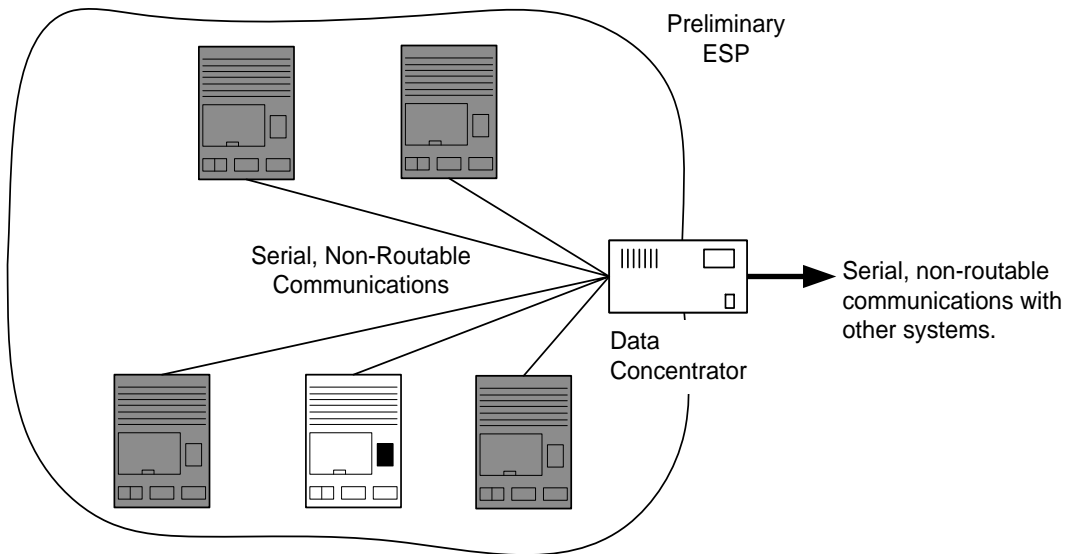 Preliminary
ESP
Serial, Non-Routable
Communications
Serial, non-routable
communications with
other systems.
Data
Concentrator